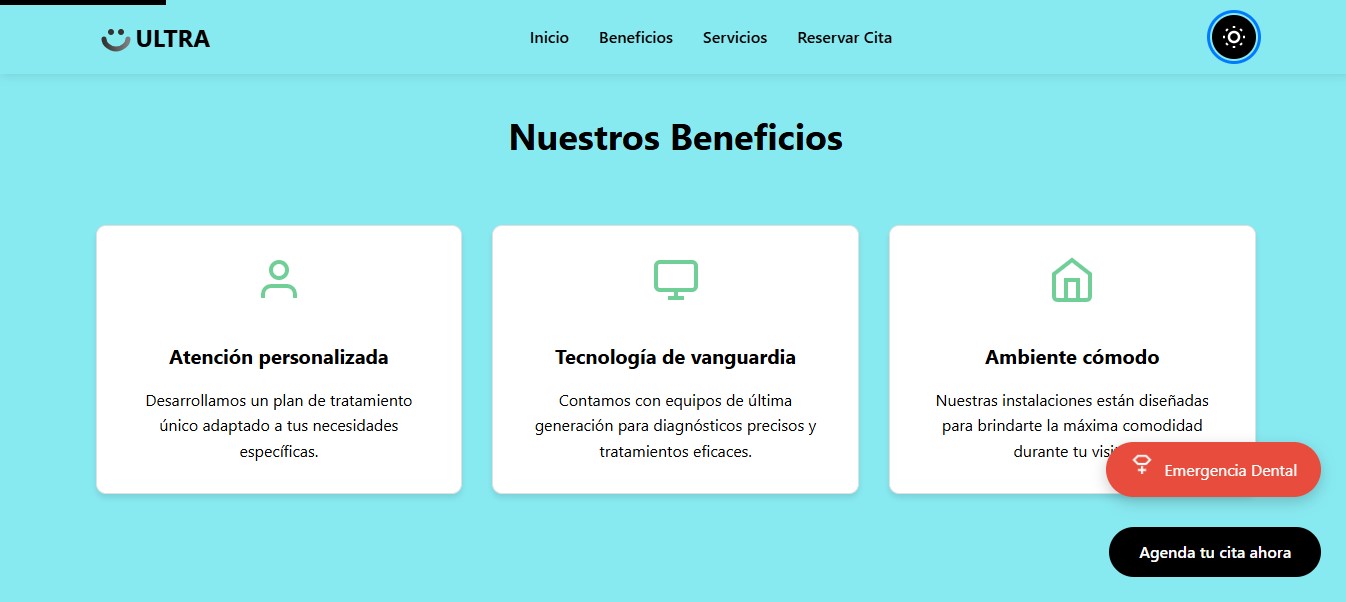 ULTRA
Inicio
Beneficios
Servicios
Reservar Cita
Nuestros Beneficios
Atención personalizada
Desarrollamos un plan de tratamiento
único adaptado a tus necesidades
específicas.
Tecnología de vanguardia
Contamos con equipos de última
generación para diagnósticos precisos y
tratamientos eficaces.
Ambiente cómodo
Nuestras instalaciones están diseñadas
para brindarte la máxima comodidad
durante tu
Emergencia Dental
Agenda tu cita ahora